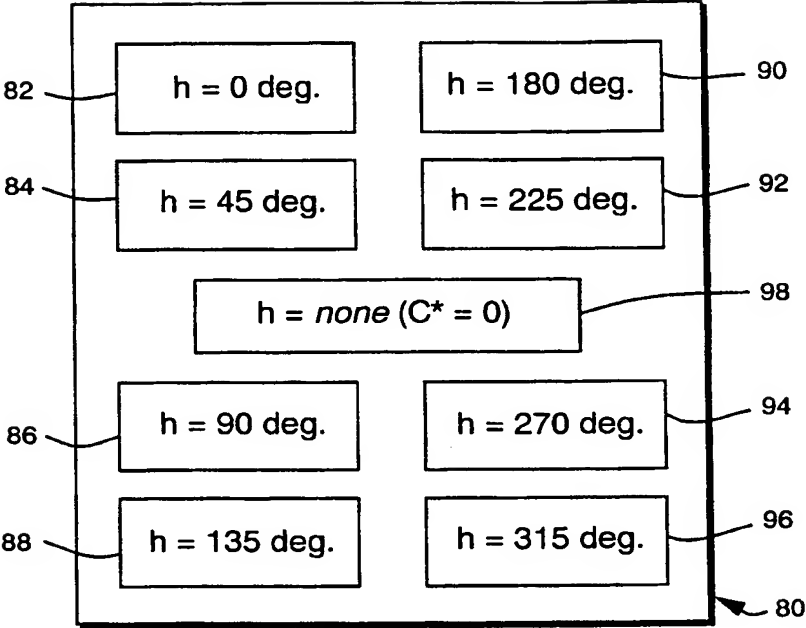 82 h = 0 deg. h = 180 deg. 90
84 h = 45 deg. h = 225 deg. 92
h = none (C* = 0) 98
86 h = 90 deg. h = 270 deg. 94
88 h = 135 deg. h = 315 deg. 96
80